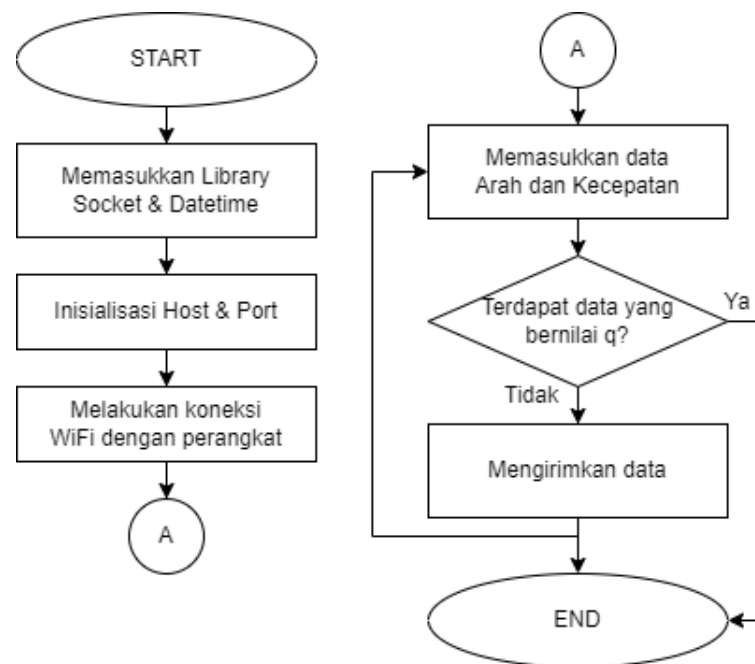 START
Memasukkan Library
Socket & Datetime
Inisialisasi Host & Port
Melakukan koneksi
WiFi dengan perangkat
A
A
Memasukkan data
Arah dan Kecepatan
Terdapat data yang
bernilai q?
Ya
Tidak
Mengirimkan data
END